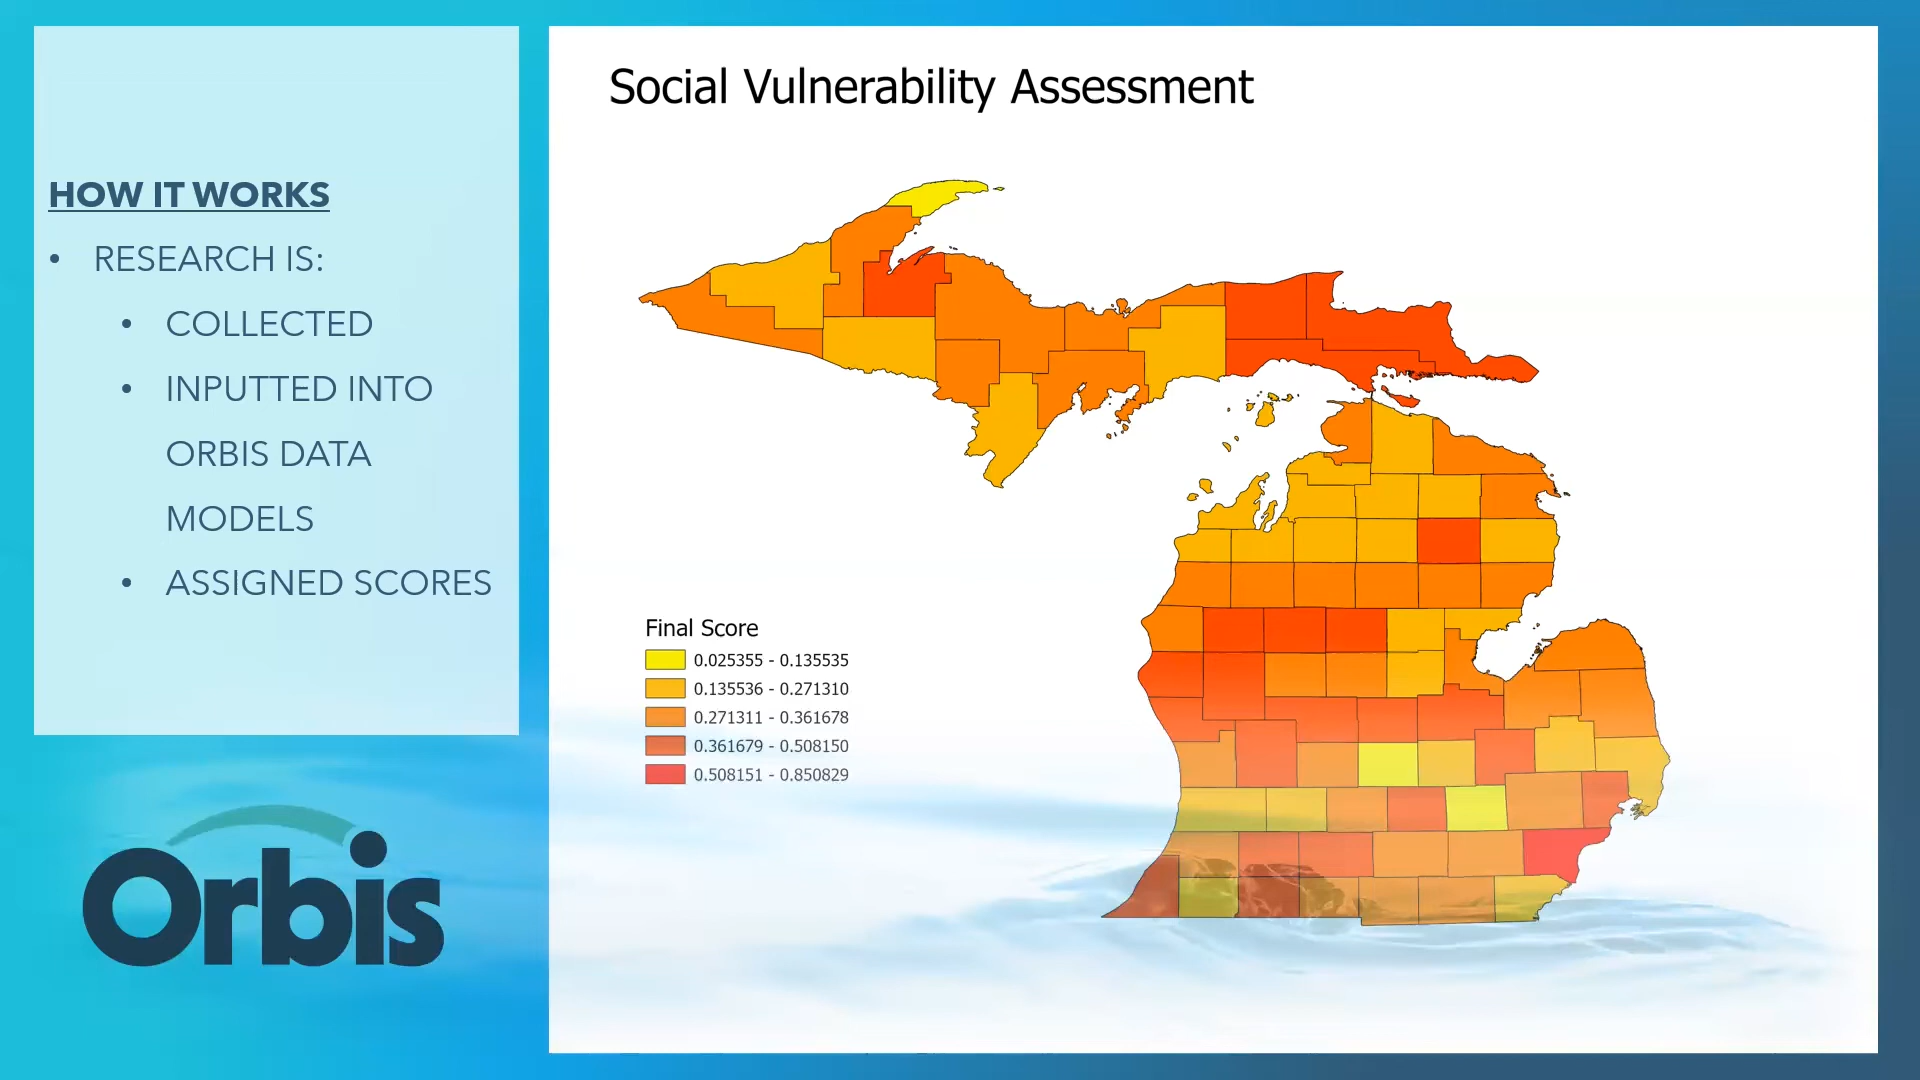 HOW IT WORKS
• RESEARCH IS:
• COLLECTED
• INPUTTED INTO
ORBIS DATA
MODELS
• ASSIGNED SCORES
Orbis
Social Vulnerability Assessment
Final Score
0.025355 - 0.135535
0.135536 - 0.271310
0.271311 - 0.361678
0.361679 - 0.508150
0.508151 - 0.850829